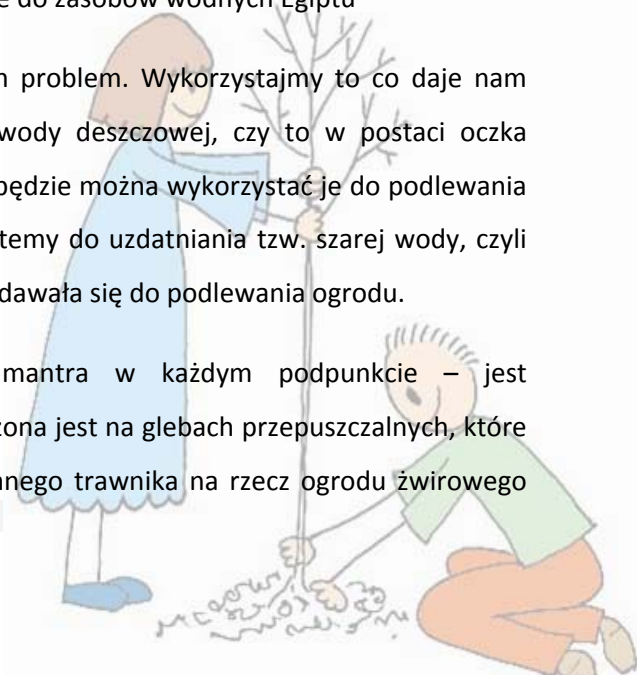 e do zasobów wodnych Egiptu
problem. Wykorzystajmy to co daje nam
wody deszczowej, czy to w postaci oczka
będzie można wykorzystać je do podlewania
temy do uzdatniania tzw. szarej wody, czyli
dawała się do podlewania ogrodu.
mantra w każdym podpunkcie – jest
zona jest na glebach przepuszczalnych, które
nnego trawnika na rzecz ogrodu żwirowego